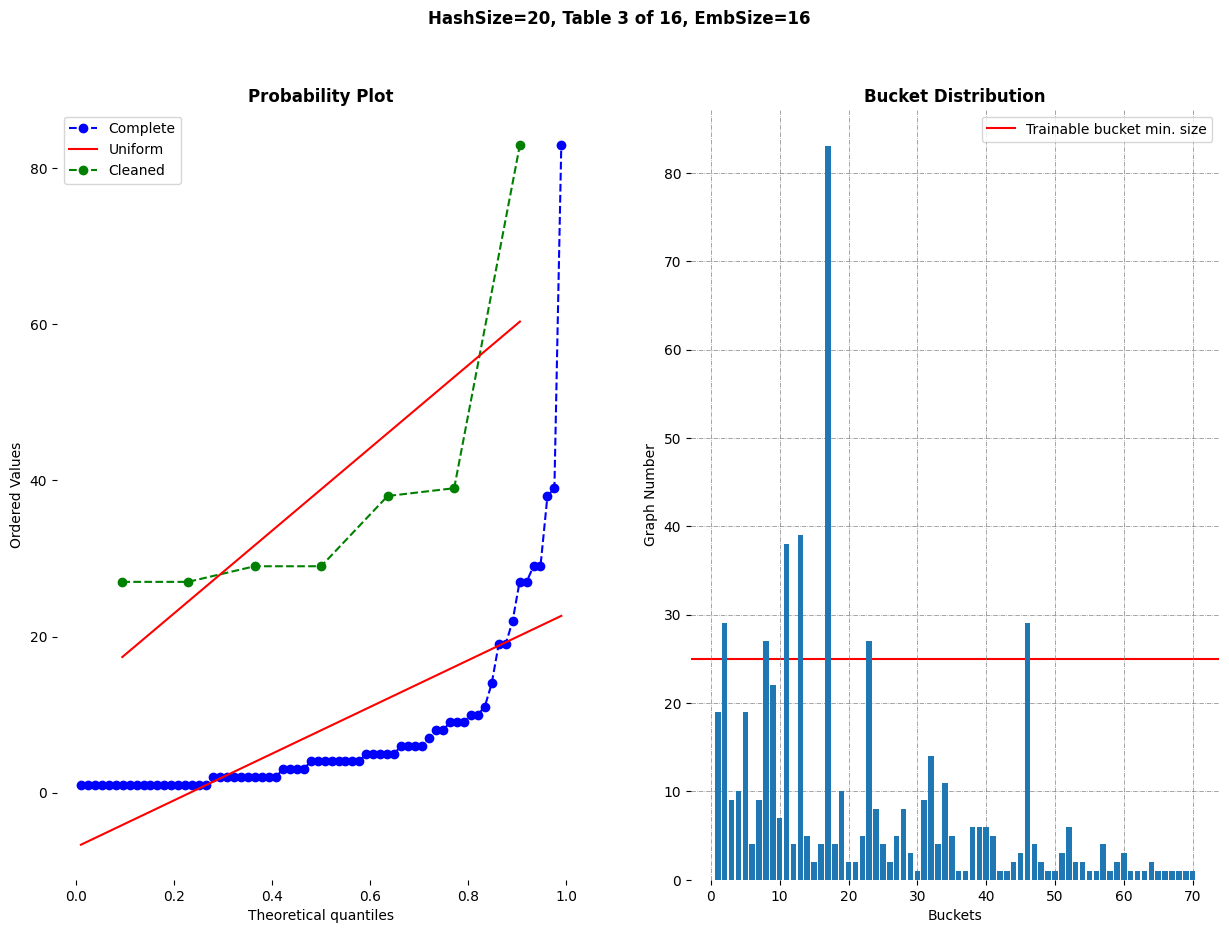 HashSize=20, Table 3 of 16, EmbSize=16
Probability Plot
Complete
Uniform
Cleaned
Ordered Values
80
60
40
20
0
0.0 0.2 0.4 0.6 0.8 1.0
Theoretical quantiles
Bucket Distribution
Trainable bucket min. size
Graph Number
80
70
60
50
40
30
20
10
0
0 10 20 30 40 50 60 70
Buckets